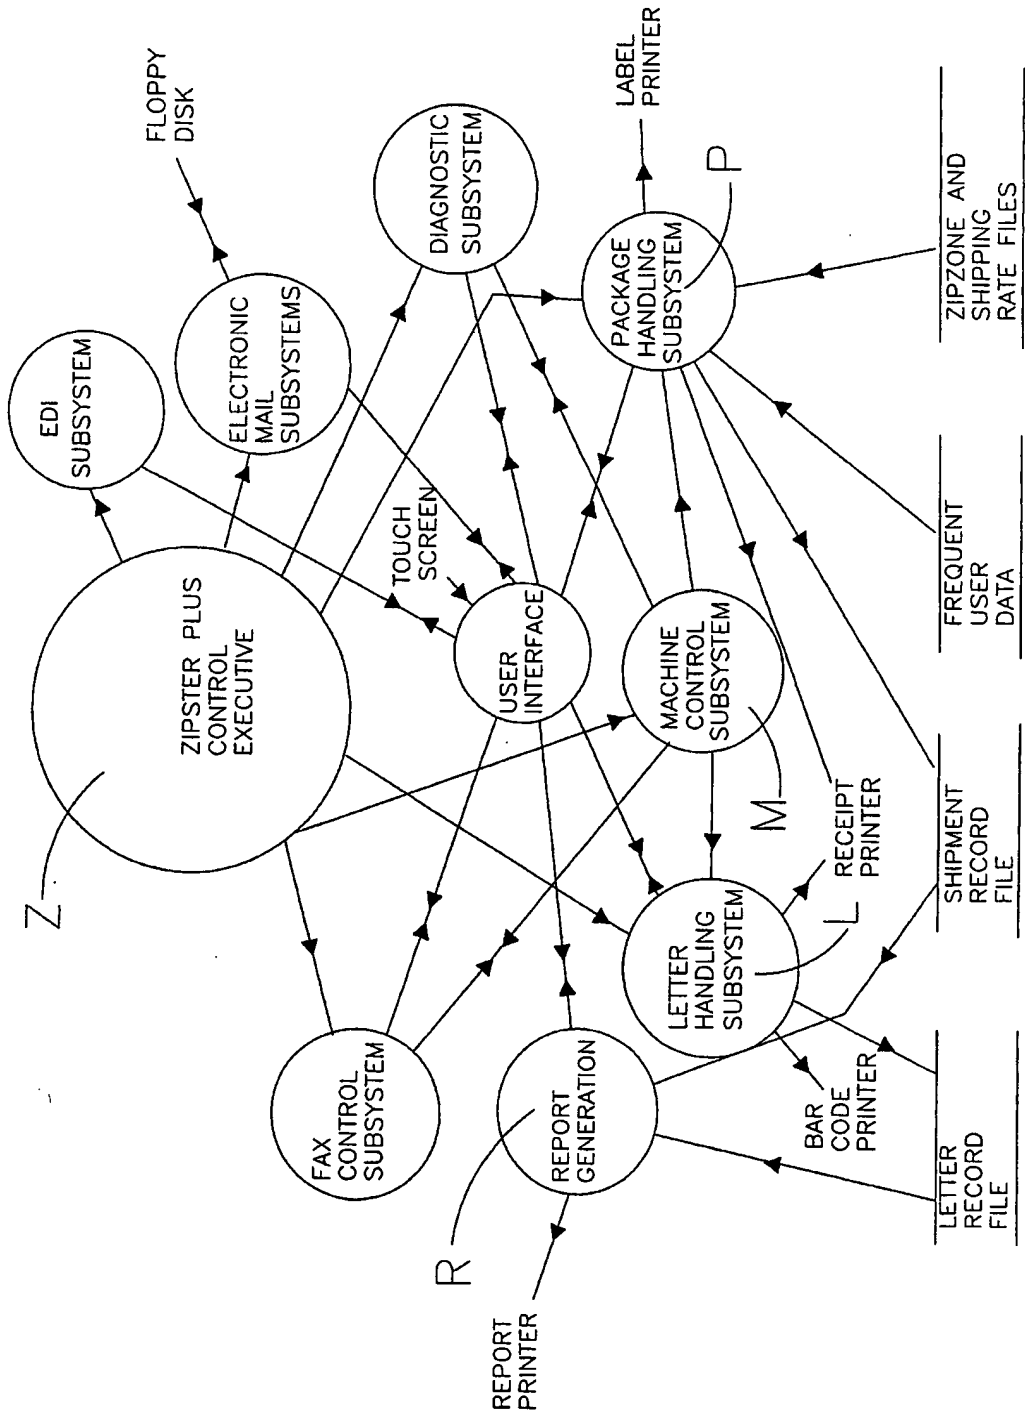 FLOPPY
DISK
EDI
SUBSYSTEM
ELECTRONIC
MAIL
SUBSYSTEMS
DIAGNOSTIC
SUBSYSTEM
LABEL
PRINTER
Z
ZIPSTER PLUS
CONTROL
EXECUTIVE
TOUCH
SCREEN
USER
INTERFACE
PACKAGE
HANDLING
SUBSYSTEM
P
MACHINE
CONTROL
SUBSYSTEM
M
FAX
CONTROL
SUBSYSTEM
REPORT
GENERATION
R
REPORT
PRINTER
LETTER
HANDLING
SUBSYSTEM
L
RECEIPT
PRINTER
BAR
CODE
PRINTER
LETTER
RECORD
FILE
SHIPMENT
RECORD
FILE
FREQUENT
USER
DATA
ZIPZONE AND
SHIPPING
RATE FILES